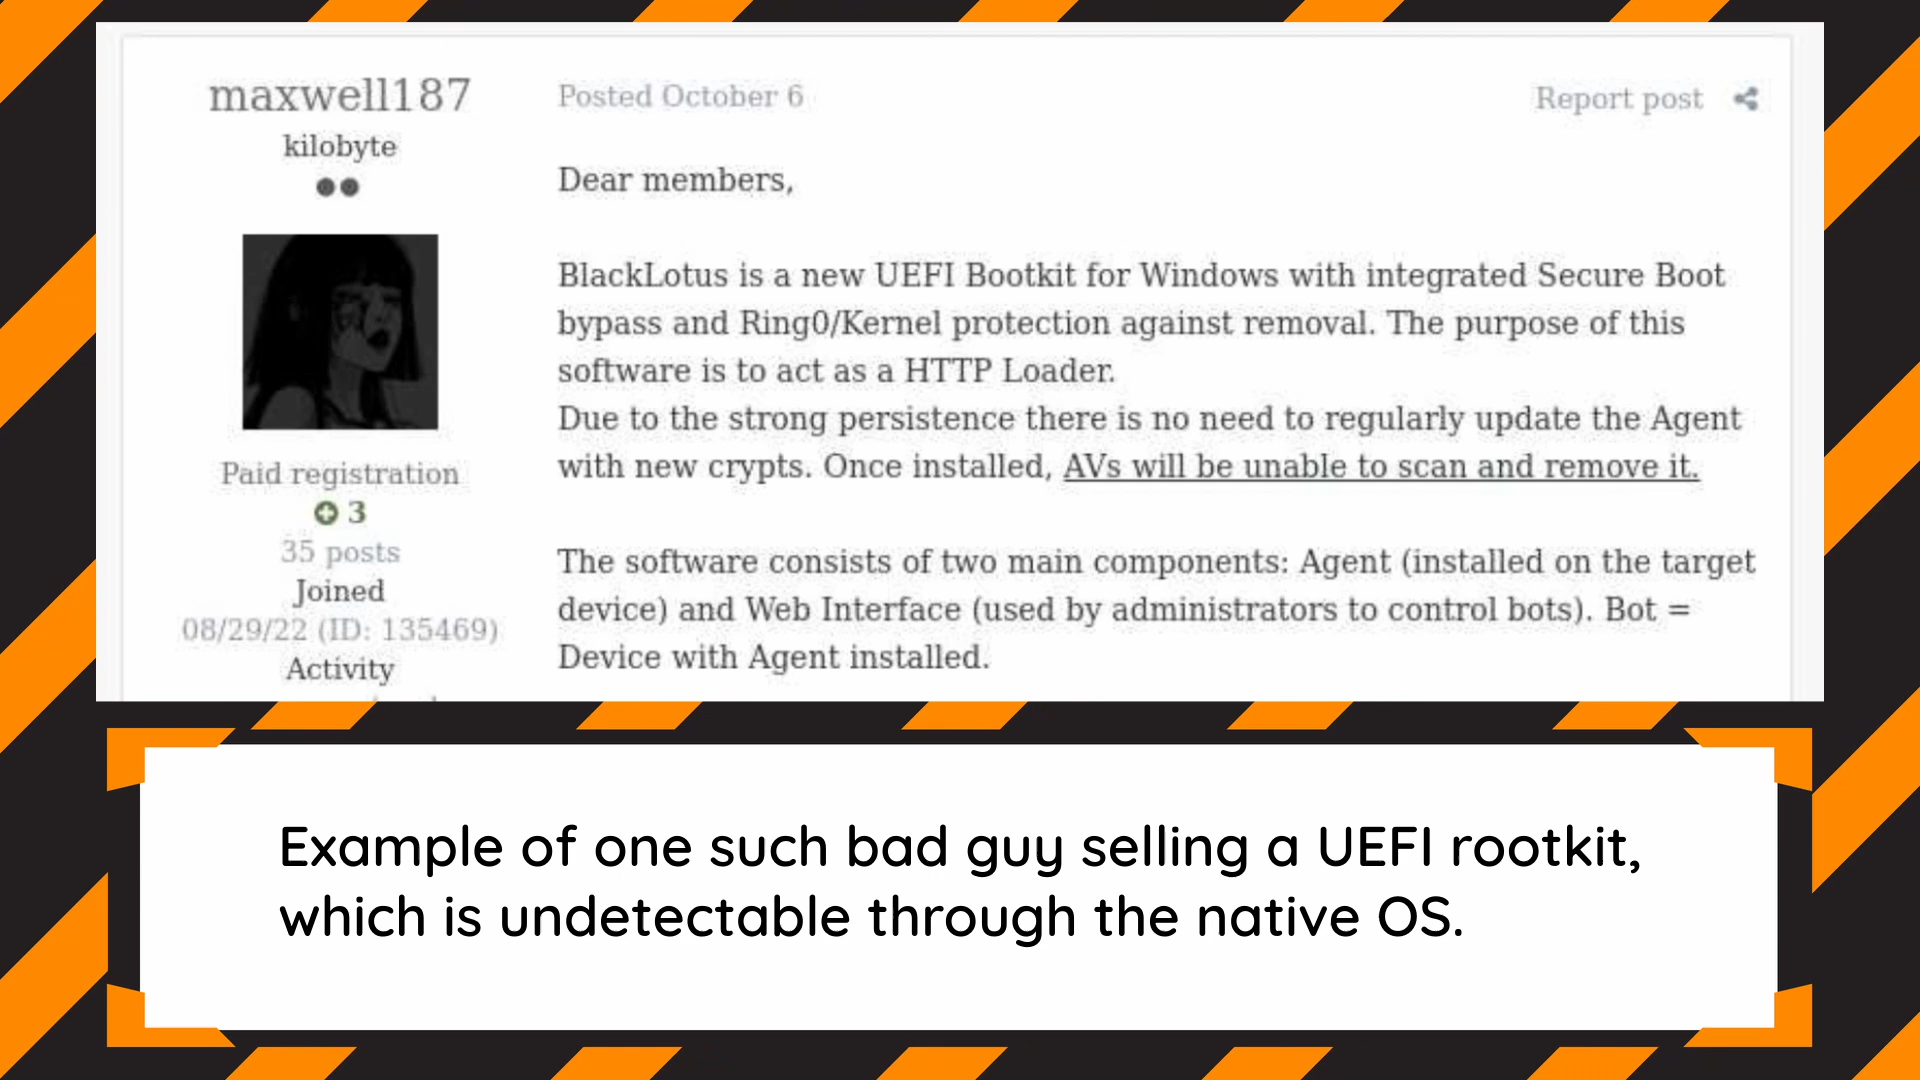 maxwell187
kilobyte
Paid registration
3
35 posts
Joined
08/29/22 (ID: 135469)
Activity
Posted October 6
Report post
Dear members,
BlackLotus is a new UEFI Bootkit for Windows with integrated Secure Boot
bypass and Ring0/Kernel protection against removal. The purpose of this
software is to act as a HTTP Loader.
Due to the strong persistence there is no need to regularly update the Agent
with new crypts. Once installed, AVs will be unable to scan and remove it.
The software consists of two main components: Agent (installed on the target
device) and Web Interface (used by administrators to control bots). Bot =
Device with Agent installed.
Example of one such bad guy selling a UEFI rootkit,
which is undetectable through the native OS.